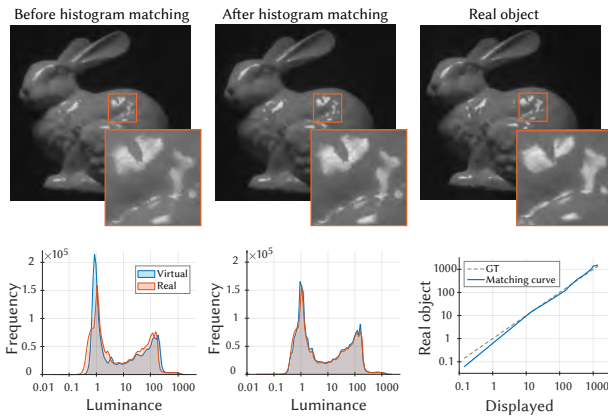 Before histogram matching
After histogram matching
Real object
×10⁵
2
1.5
1
0.5
0
Frequency
0.01 0.1 1 10 100 1000
Luminance
Virtual
Real
×10⁵
2
1.5
1
0.5
0
Frequency
0.01 0.1 1 10 100 1000
Luminance
1000
100
10
1
0.1
Real object
GT
Matching curve
0.1 1 10 100 1000
Displayed